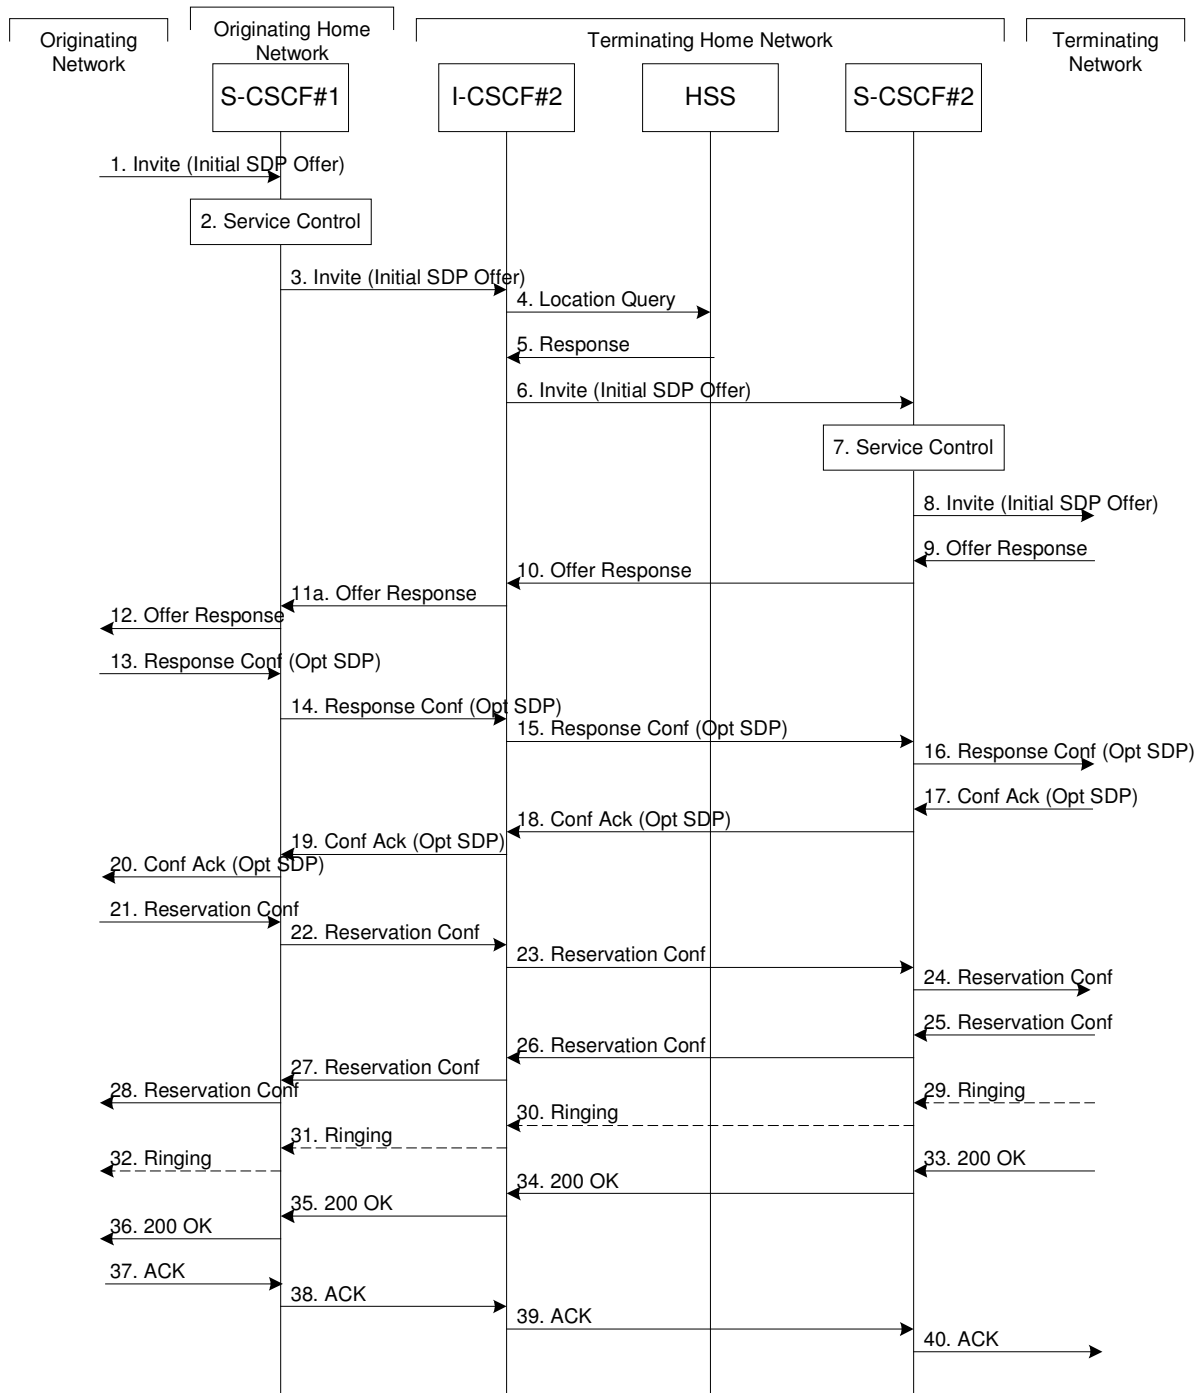 Originating
Network
Originating Home
Network
Terminating Home Network
Terminating
Network
S-CSCF#1
I-CSCF#2
HSS
S-CSCF#2
1. Invite (Initial SDP Offer)
2. Service Control
3. Invite (Initial SDP Offer)
4. Location Query
5. Response
6. Invite (Initial SDP Offer)
7. Service Control
8. Invite (Initial SDP Offer)
9. Offer Response
10. Offer Response
11a. Offer Response
12. Offer Response
13. Response Conf (Opt SDP)
14. Response Conf (Opt SDP)
15. Response Conf (Opt SDP)
16. Response Conf (Opt SDP)
17. Conf Ack (Opt SDP)
18. Conf Ack (Opt SDP)
19. Conf Ack (Opt SDP)
20. Conf Ack (Opt SDP)
21. Reservation Conf
22. Reservation Conf
23. Reservation Conf
24. Reservation Conf
25. Reservation Conf
26. Reservation Conf
27. Reservation Conf
28. Reservation Conf
29. Ringing
30. Ringing
31. Ringing
32. Ringing
33. 200 OK
34. 200 OK
35. 200 OK
36. 200 OK
37. ACK
38. ACK
39. ACK
40. ACK